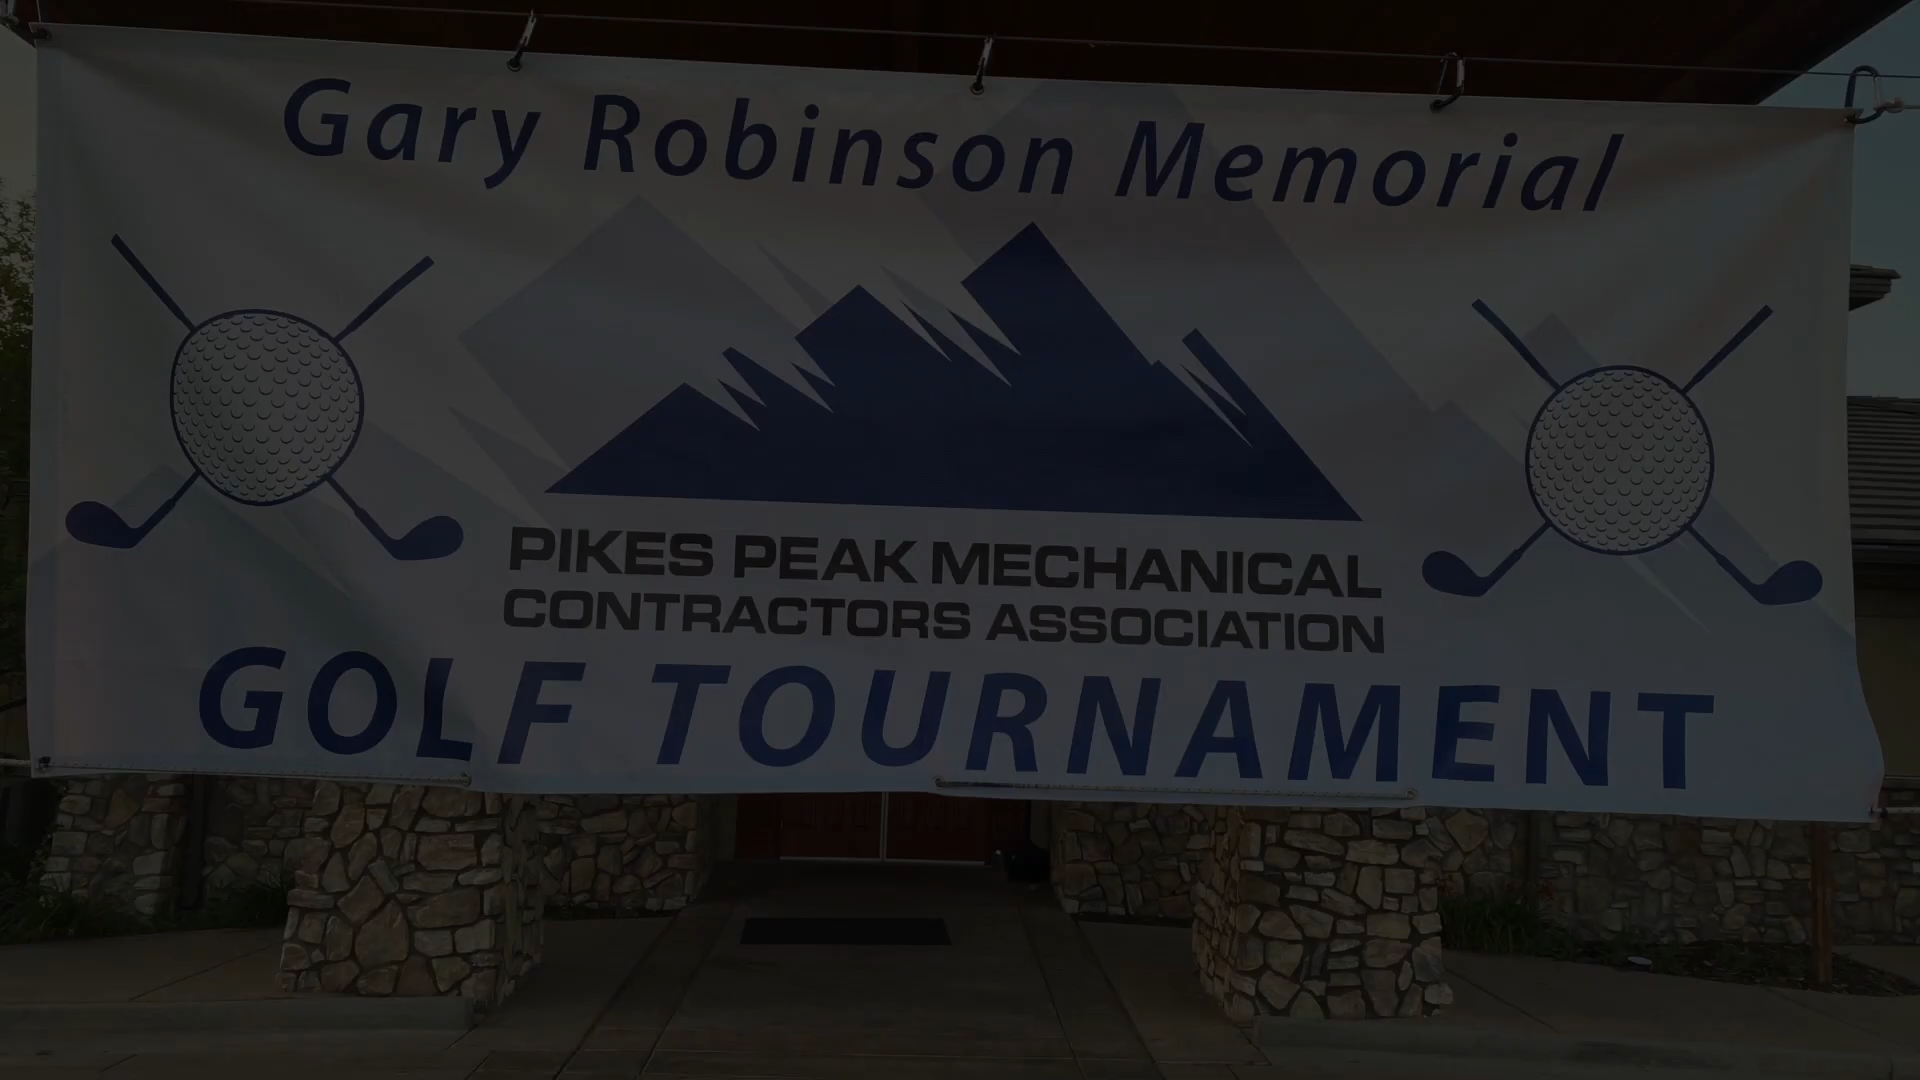 Gary Robinson Memorial
PIKES PEAK MECHANICAL
CONTRACTORS ASSOCIATION
GOLF TOURNAMENT